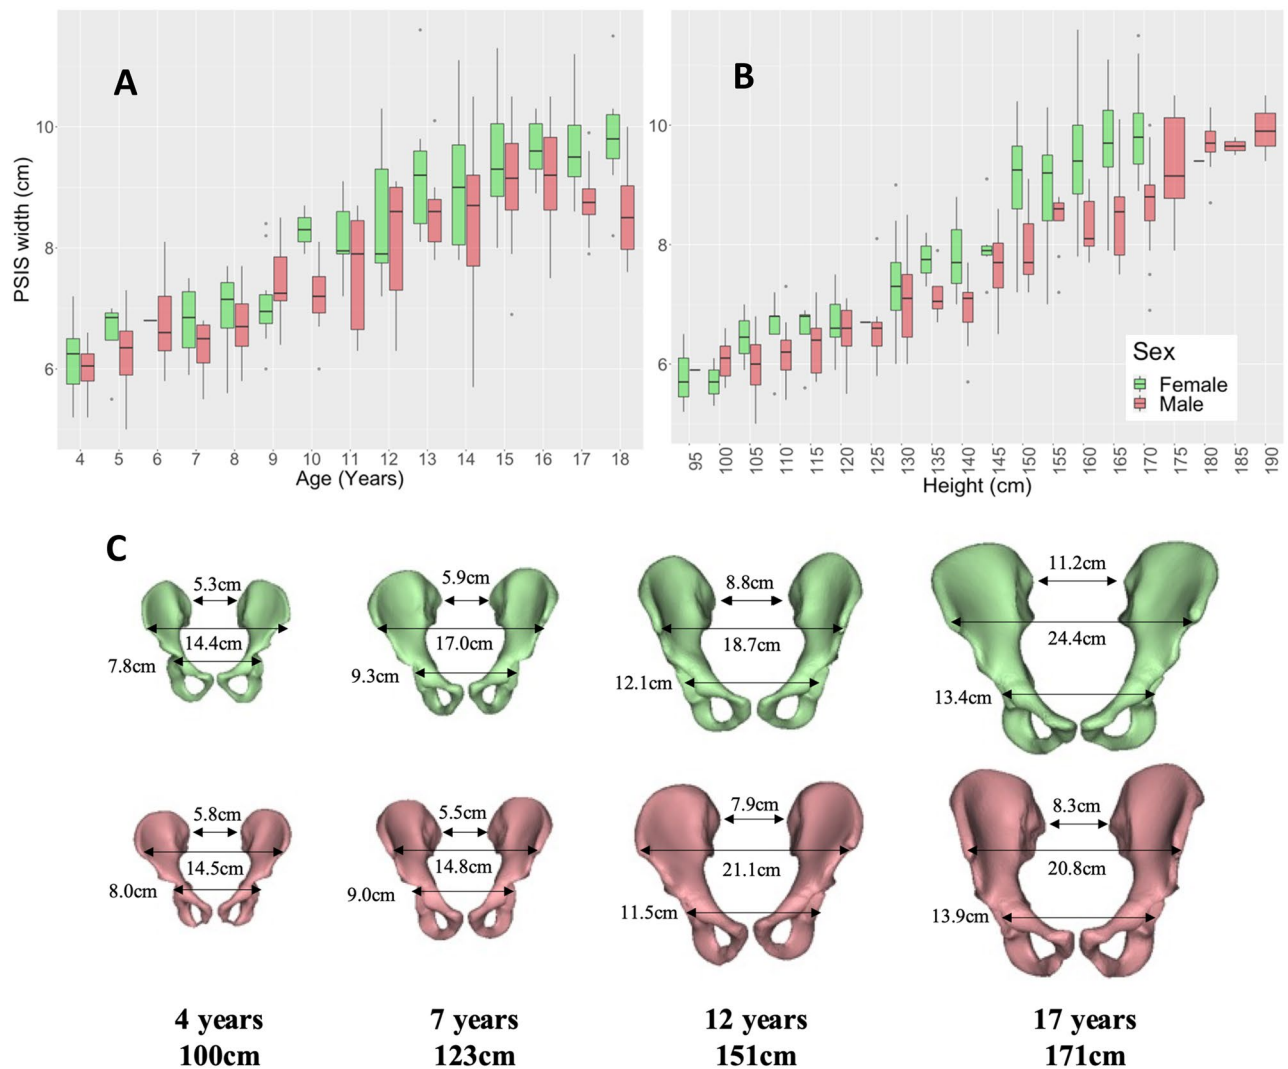 A
PSIS width (cm)
10
8
6
4 5 6 7 8 9 10 11 12 13 14 15 16 17 18
Age (Years)
B
10
8
6
95 100 105 110 115 120 125 130 135 140 145 150 155 160 165 170 175 180 185 190
Height (cm)
Sex
Female
Male
C
5.3cm 5.9cm 8.8cm 11.2cm
14.4cm 17.0cm 18.7cm 24.4cm
7.8cm 9.3cm 12.1cm 13.4cm
5.8cm 5.5cm 7.9cm 8.3cm
14.5cm 14.8cm 21.1cm 20.8cm
8.0cm 9.0cm 11.5cm 13.9cm
4 years 7 years 12 years 17 years
100cm 123cm 151cm 171cm